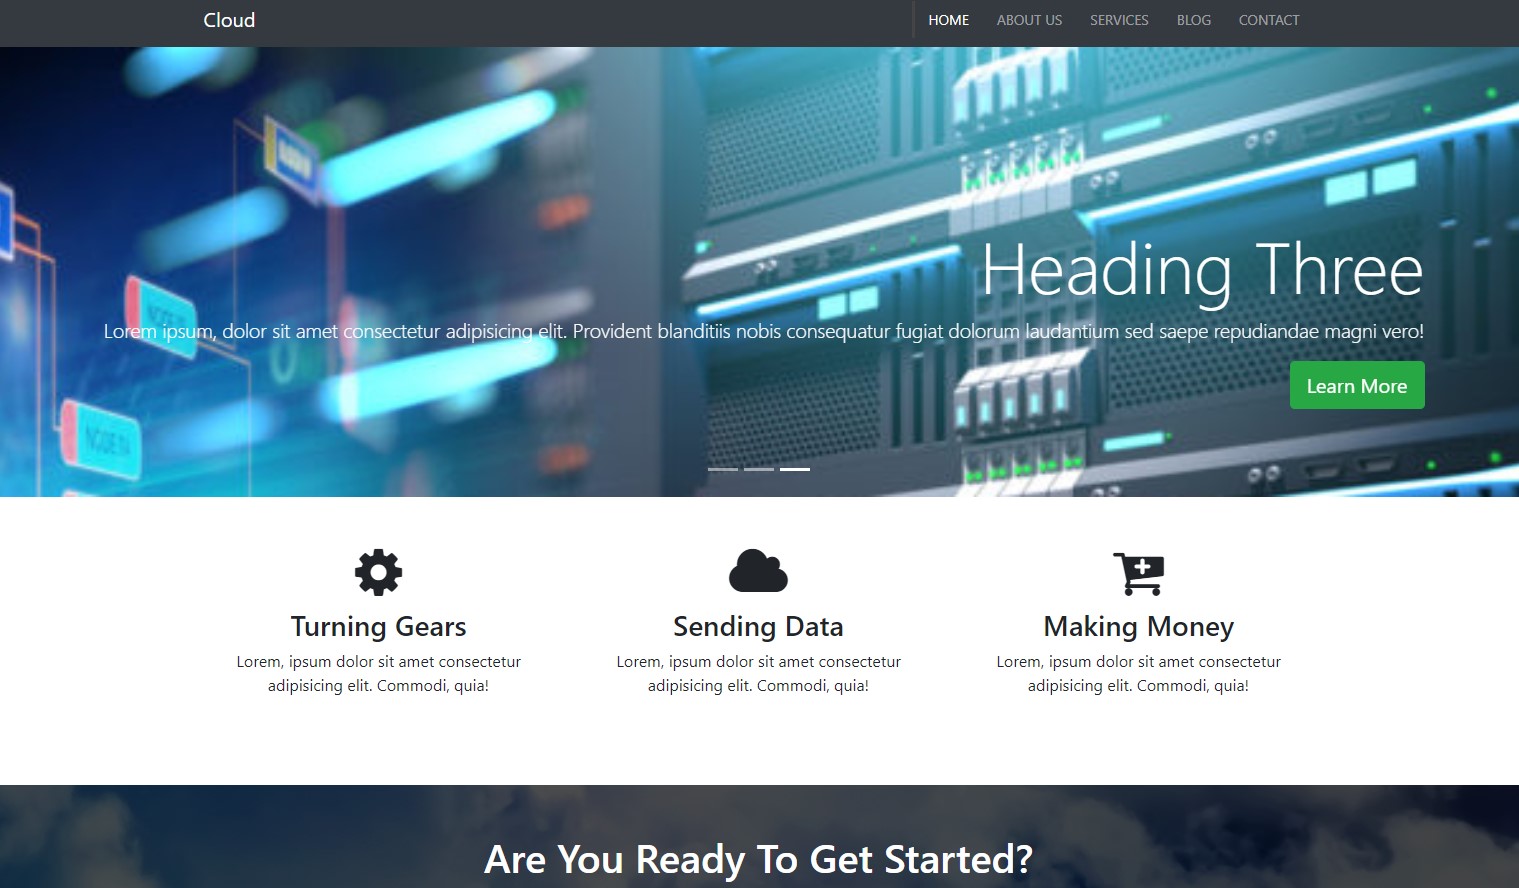 Cloud
HOME ABOUT US SERVICES BLOG CONTACT
Heading Three
Lorem ipsum, dolor sit amet consectetur adipisicing elit. Provident blanditiis nobis consequatur fugiat dolorum laudantium sed saepe repudiandae magni vero!
Learn More
Turning Gears
Lorem, ipsum dolor sit amet consectetur
adipisicing elit. Commodi, quia!
Sending Data
Lorem, ipsum dolor sit amet consectetur
adipisicing elit. Commodi, quia!
Making Money
Lorem, ipsum dolor sit amet consectetur
adipisicing elit. Commodi, quia!
Are You Ready To Get Started?